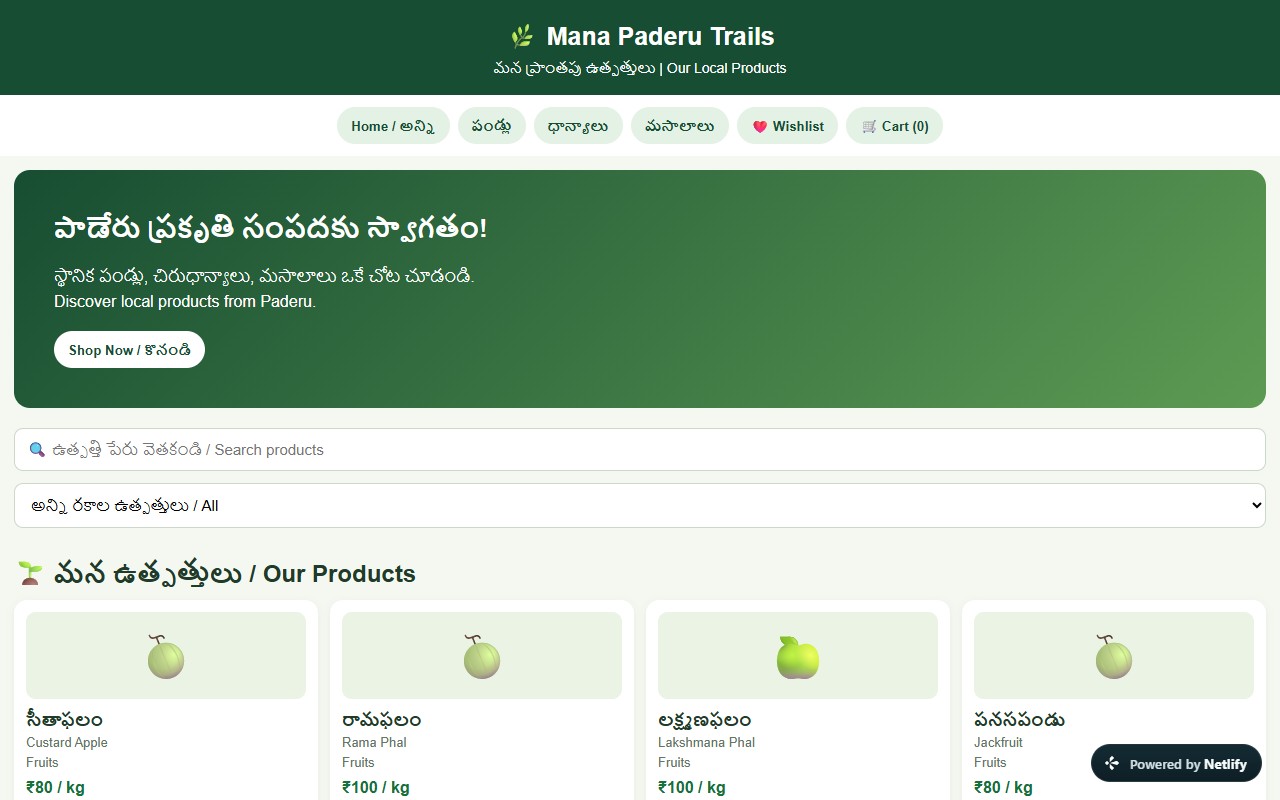 Mana Paderu Trails
మన ప్రాంతపు ఉత్పత్తులు | Our Local Products
Home / అన్ని
పండ్లు
ధాన్యాలు
మసాలాలు
Wishlist
Cart (0)
పాడేరు ప్రకృతి సంపదకు స్వాగతం!
స్థానిక పండ్లు, చిరుధాన్యాలు, మసాలాలు ఒకే చోట చూడండి.
Discover local products from Paderu.
Shop Now / కొనండి
ఉత్పత్తి పేరు వెతకండి / Search products
అన్ని రకాల ఉత్పత్తులు / All
మన ఉత్పత్తులు / Our Products
సీతాఫలం
Custard Apple
Fruits
₹80 / kg
రామఫలం
Rama Phal
Fruits
₹100 / kg
లక్ష్మణఫలం
Lakshmana Phal
Fruits
₹100 / kg
పనసపండు
Jackfruit
Fruits
₹80 / kg
Powered by Netlify